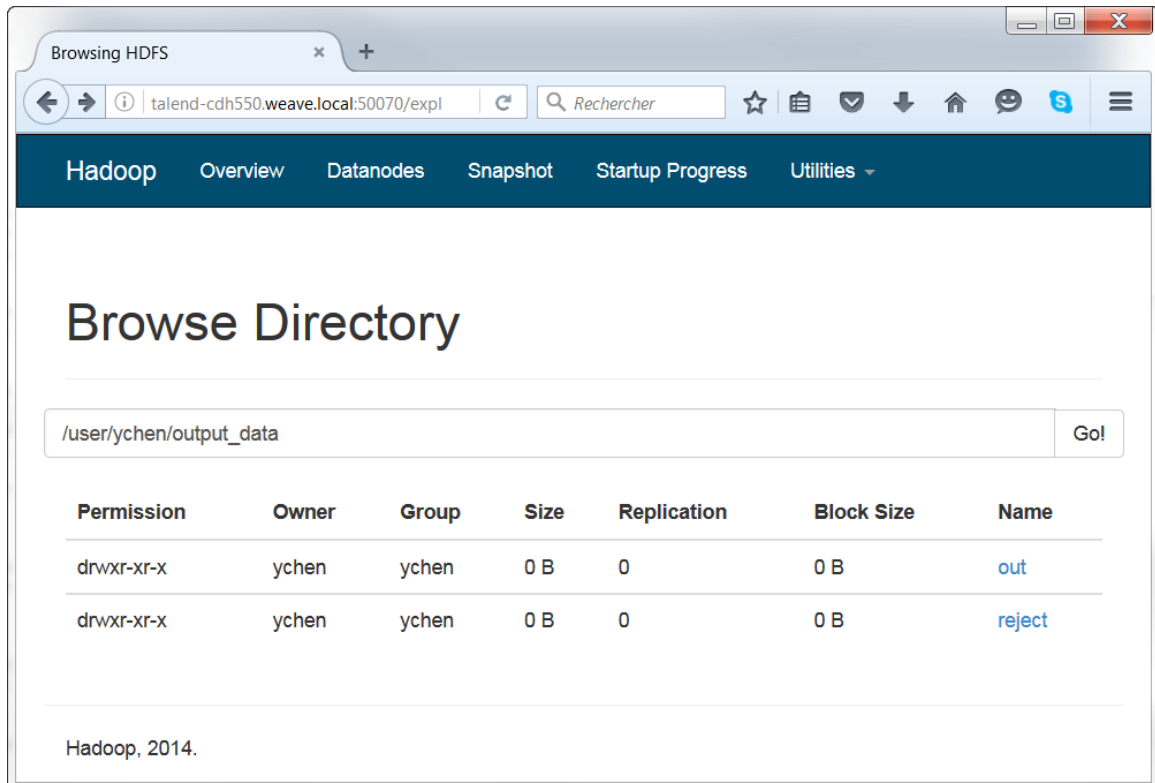 Browsing HDFS
talend-cdh550.weave.local:50070/expl Rechercher
Hadoop Overview Datanodes Snapshot Startup Progress Utilities
Browse Directory
/user/ychen/output_data Go!
Permission Owner Group Size Replication Block Size Name
drwxr-xr-x ychen ychen 0 B 0 0 B out
drwxr-xr-x ychen ychen 0 B 0 0 B reject
Hadoop, 2014.